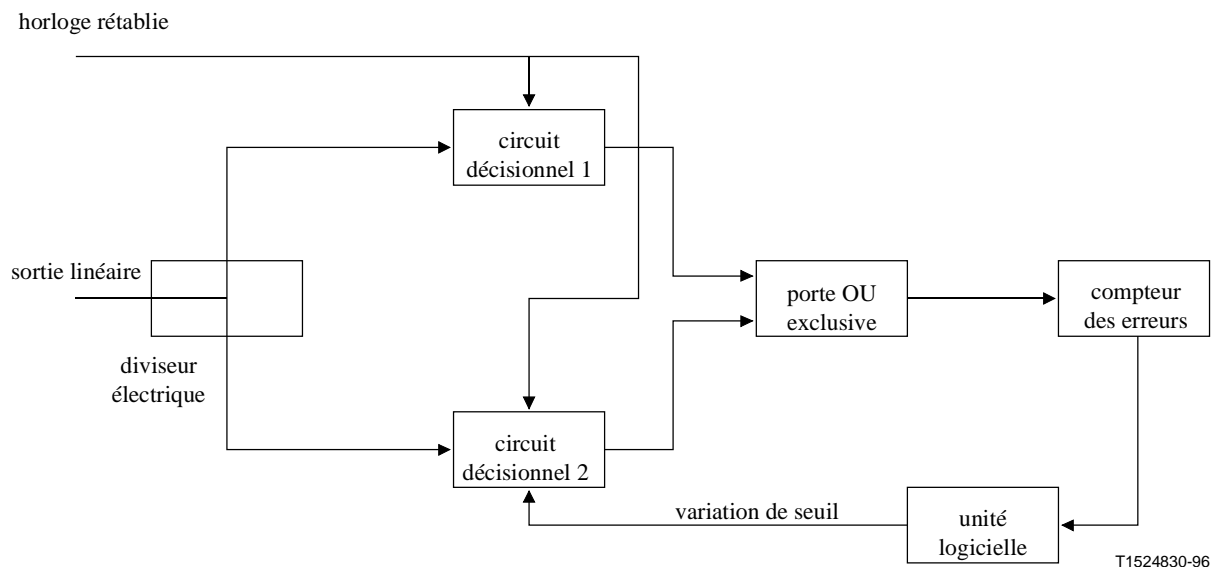 horloge rétablie
circuit
décisionnel 1
sortie linéaire
diviseur
électrique
porte OU
exclusive
compteur
des erreurs
circuit
décisionnel 2
variation de seuil
unité
logicielle
T1524830-96